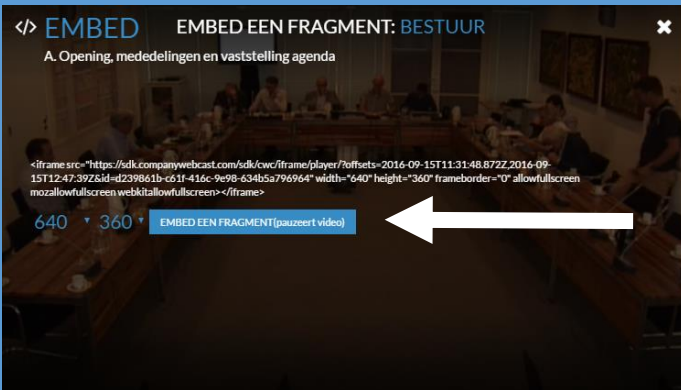 </> EMBED EMBED EEN FRAGMENT: BESTUUR ✖
A. Opening, mededelingen en vaststelling agenda
<iframe src="https://sdk.companywebcast.com/sdk/cwc/iframe/player/?offsets=2016-09-15T11:31:48.872Z,2016-09-
15T12:47:39Z&id=d239861b-c61f-416c-9e98-634b5a796964" width="640" height="360" frameborder="0" allowfullscreen
mozallowfullscreen webkitallowfullscreen></iframe>
640 360 EMBED EEN FRAGMENT(pauzeert video)